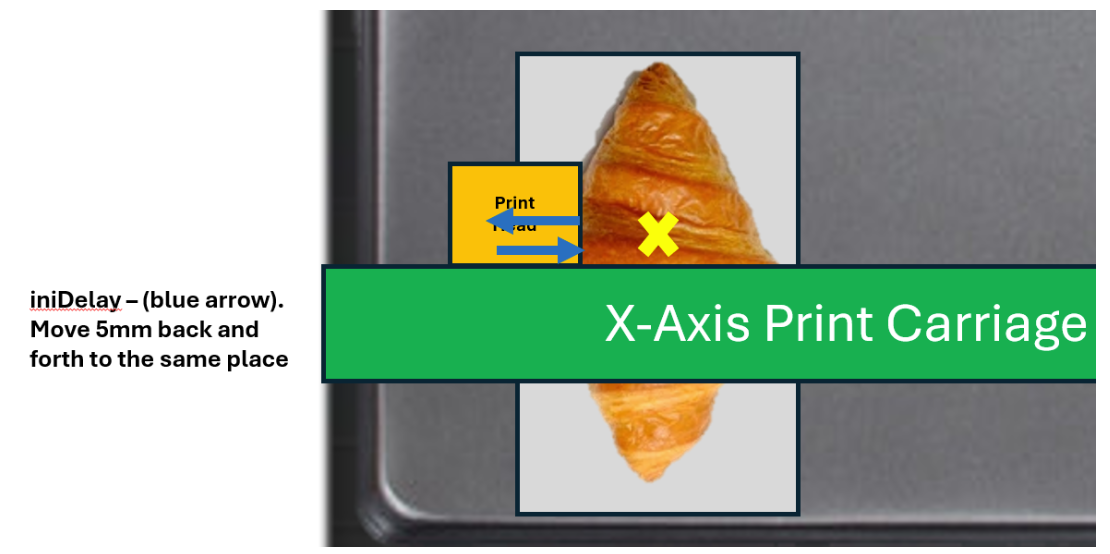 Print
Head
iniDelay – (blue arrow).
Move 5mm back and
forth to the same place
X-Axis Print Carriage